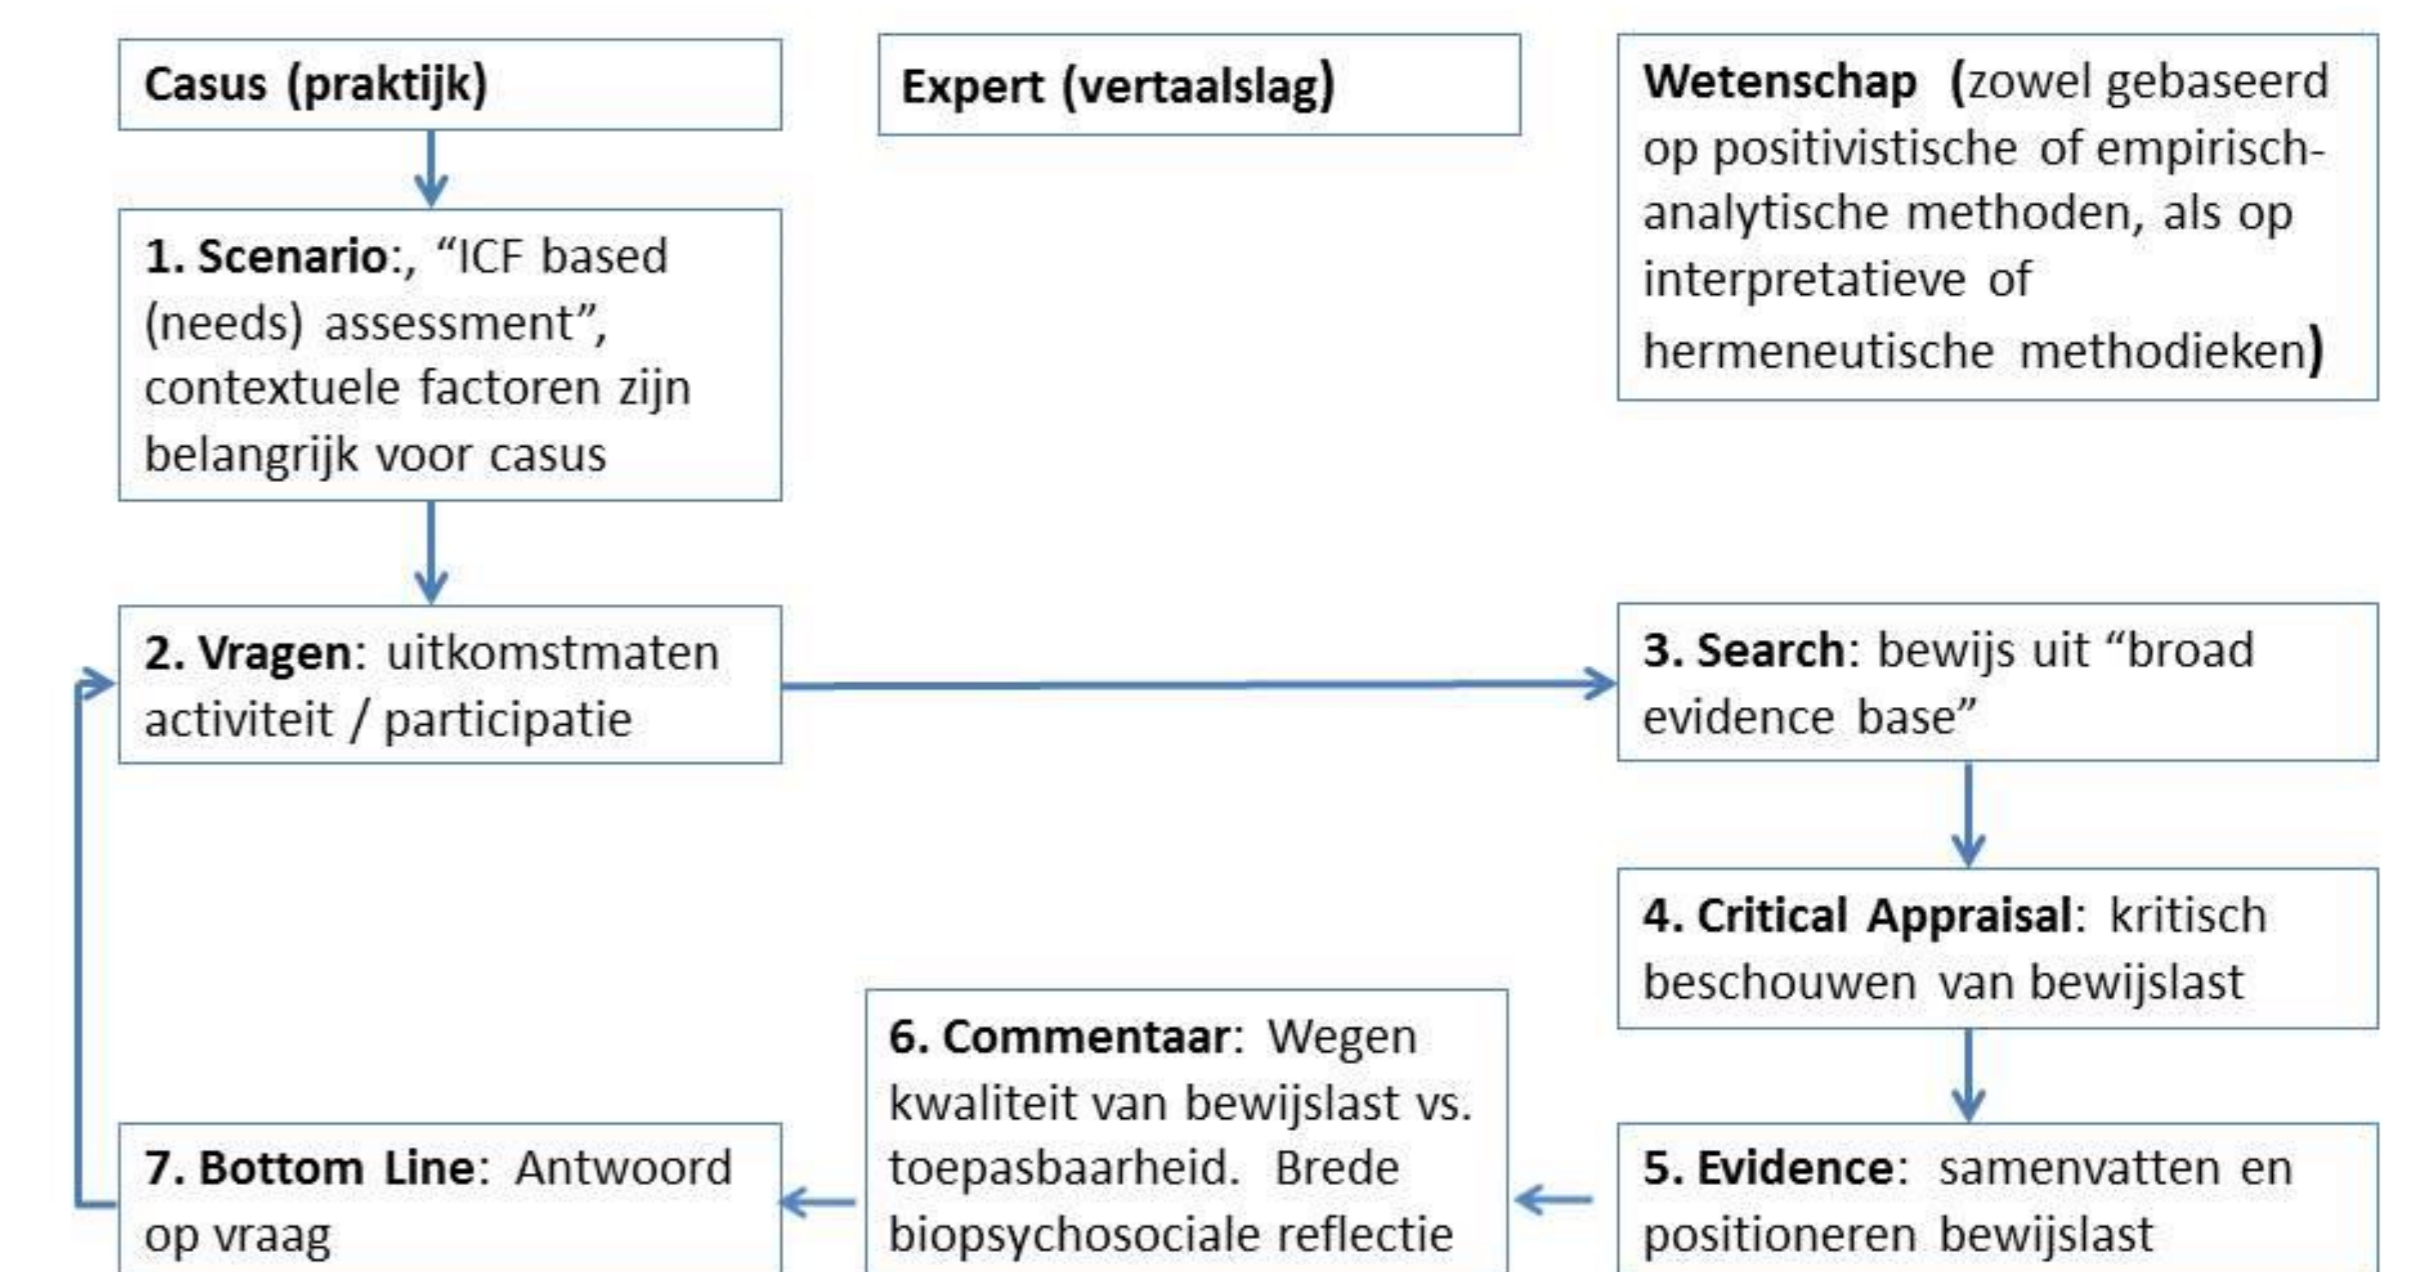 Casus (praktijk)
Expert (vertaalslag)
Wetenschap (zowel gebaseerd
op positivistische of empirisch-
analytische methoden, als op
interpretatieve of
hermeneutische methodieken)
1. Scenario:, “ICF based
(needs) assessment”,
contextuele factoren zijn
belangrijk voor casus
2. Vragen: uitkomstmaten
activiteit / participatie
3. Search: bewijs uit “broad
evidence base”
4. Critical Appraisal: kritisch
beschouwen van bewijslast
5. Evidence: samenvatten en
positioneren bewijslast
6. Commentaar: Wegen
kwaliteit van bewijslast vs.
toepasbaarheid. Brede
biopsychosociale reflectie
7. Bottom Line: Antwoord
op vraag